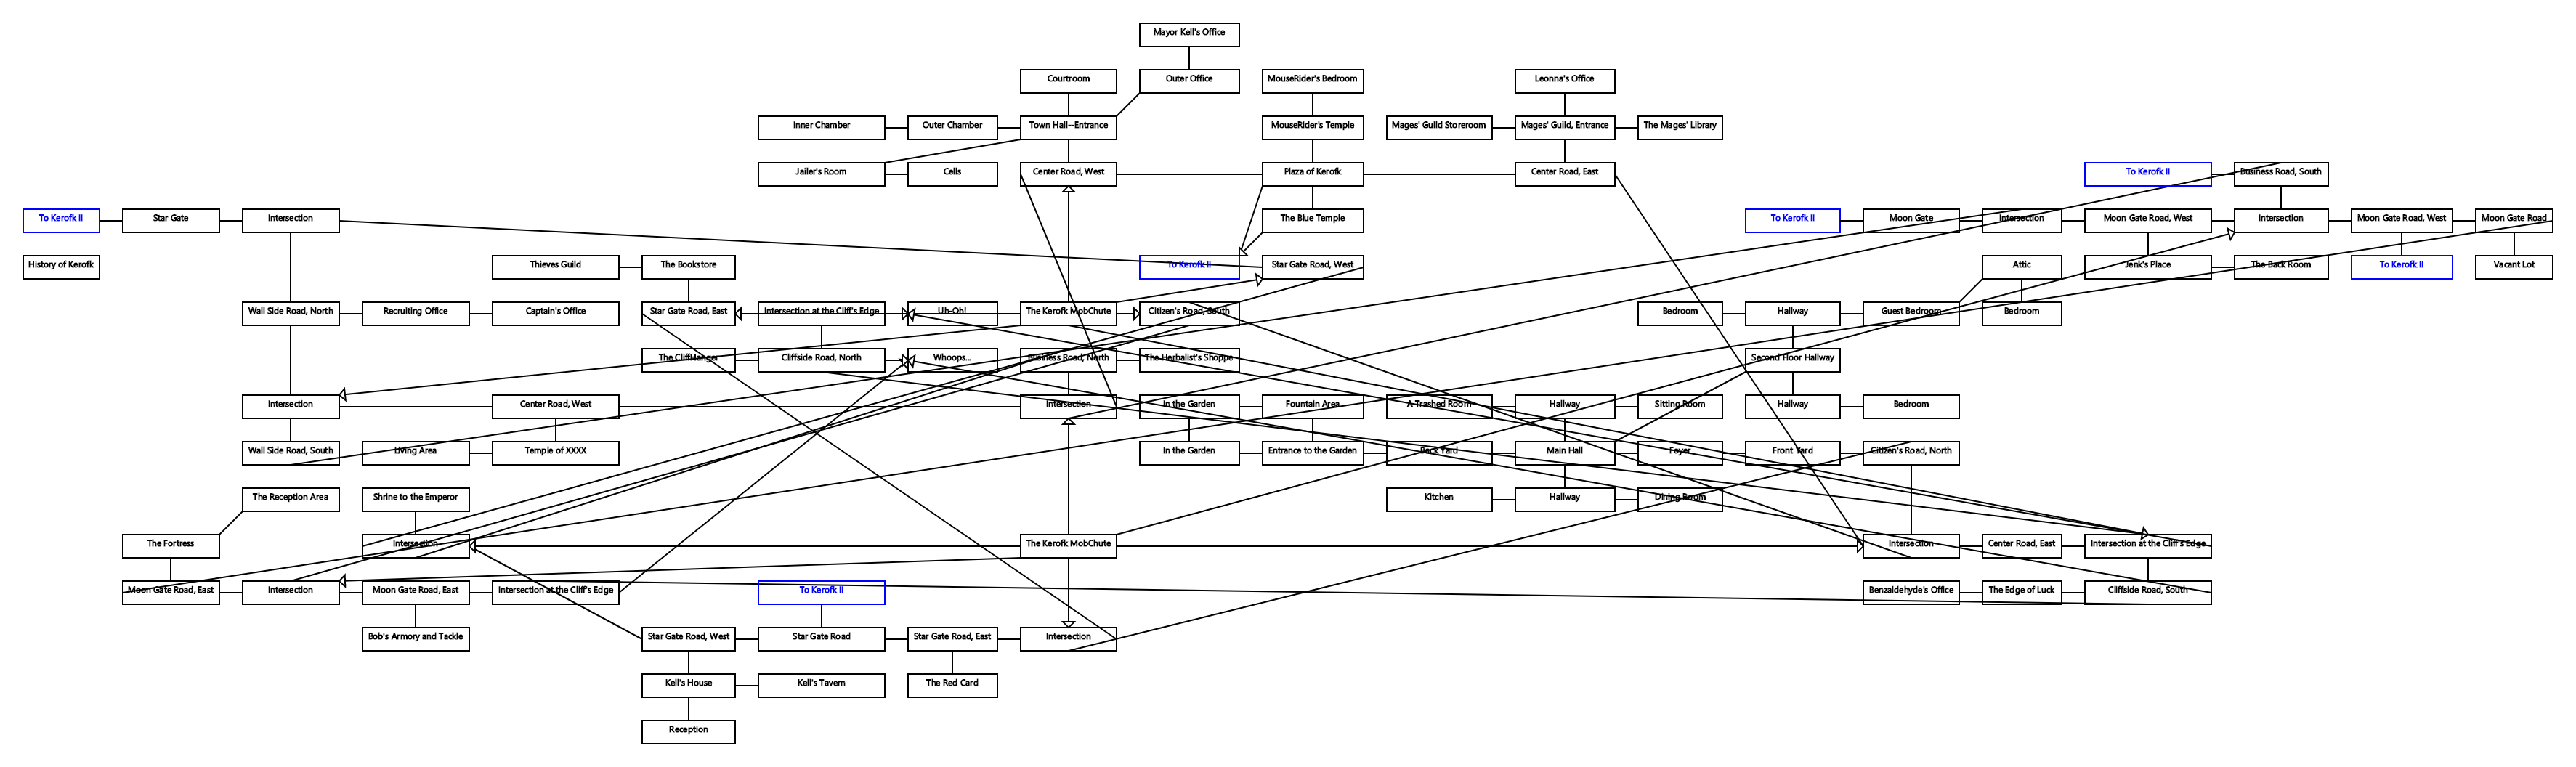 Mayor Kell's Office
Courtroom
Outer Office
MouseRider's Bedroom
Leonna's Office
Inner Chamber
Outer Chamber
Town Hall--Entrance
MouseRider's Temple
Mages' Guild Storeroom
Mages' Guild, Entrance
The Mages' Library
Jailer's Room
Cells
Center Road, West
Plaza of Kerofk
Center Road, East
To Kerofk II
Business Road, South
To Kerofk II
Star Gate
Intersection
The Blue Temple
To Kerofk II
Moon Gate
Intersection
Moon Gate Road, West
Intersection
Moon Gate Road, West
Moon Gate Road
History of Kerofk
Thieves Guild
The Bookstore
To Kerofk II
Star Gate Road, West
Attic
Jenk's Place
The Back Room
To Kerofk II
Vacant Lot
Wall Side Road, North
Recruiting Office
Captain's Office
Star Gate Road, East
Intersection at the Cliff's Edge
Uh-Oh!
The Kerofk MobChute
Citizen's Road, South
Bedroom
Hallway
Guest Bedroom
Bedroom
The CliffHanger
Cliffside Road, North
Whoops...
Business Road, North
The Herbalist's Shoppe
Second Floor Hallway
Intersection
Center Road, West
Intersection
In the Garden
Fountain Area
A Trashed Room
Hallway
Sitting Room
Hallway
Bedroom
Wall Side Road, South
Living Area
Temple of XXXX
In the Garden
Entrance to the Garden
Back Yard
Main Hall
Foyer
Front Yard
Citizen's Road, North
The Reception Area
Shrine to the Emperor
Kitchen
Hallway
Dining Room
The Fortress
Intersection
The Kerofk MobChute
Intersection
Center Road, East
Intersection at the Cliff's Edge
Moon Gate Road, East
Intersection
Moon Gate Road, East
Intersection at the Cliff's Edge
To Kerofk II
Benzaldehyde's Office
The Edge of Luck
Cliffside Road, South
Bob's Armory and Tackle
Star Gate Road, West
Star Gate Road
Star Gate Road, East
Intersection
Kell's House
Kell's Tavern
The Red Card
Reception